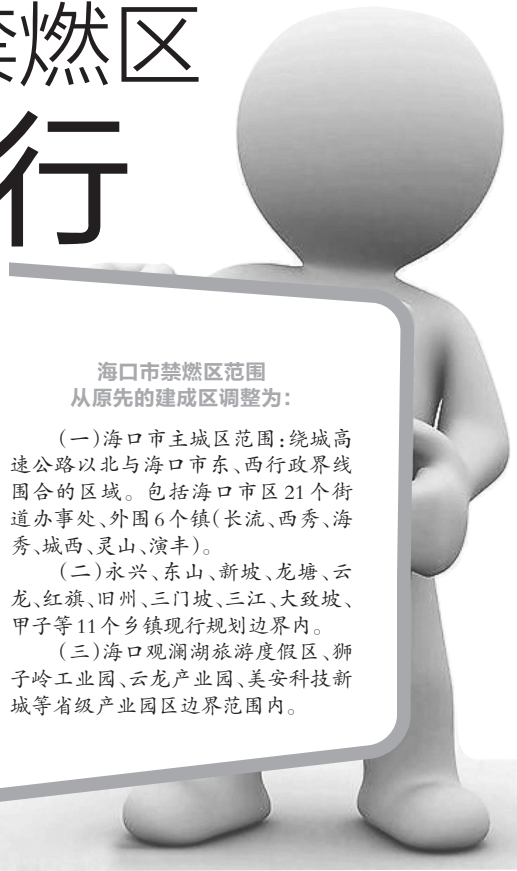 禁燃区
行
海口市禁燃区范围
从原先的建成区调整为：
（一）海口市主城区范围：绕城高
速公路以北与海口市东、西行政界线
围合的区域。包括海口市区21个街
道办事处、外围6个镇（长流、西秀、海
秀、城西、灵山、演丰）。
（二）永兴、东山、新坡、龙塘、云
龙、红旗、旧州、三门坡、三江、大致坡、
甲子等11个乡镇现行规划边界内。
（三）海口观澜湖旅游度假区、狮
子岭工业园、云龙产业园、美安科技新
城等省级产业园区边界范围内。